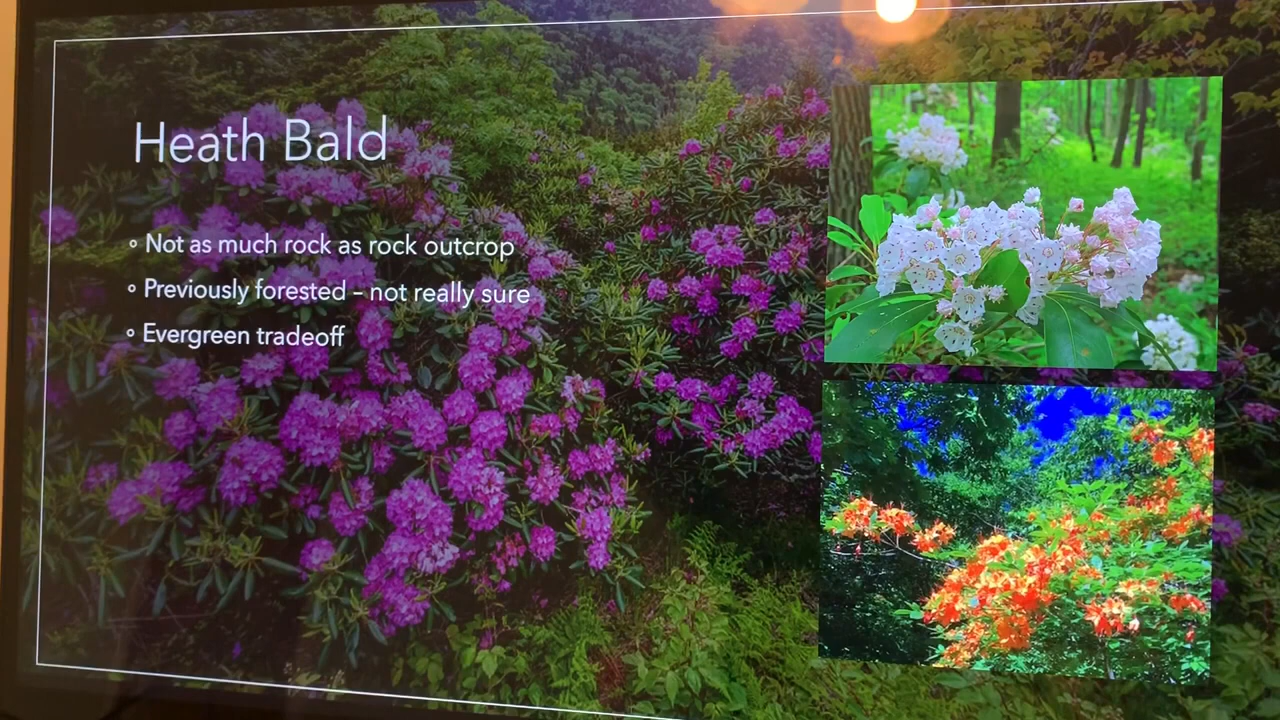 Heath Bald
◦ Not as much rock as rock outcrop
◦ Previously forested – not really sure
◦ Evergreen tradeoff